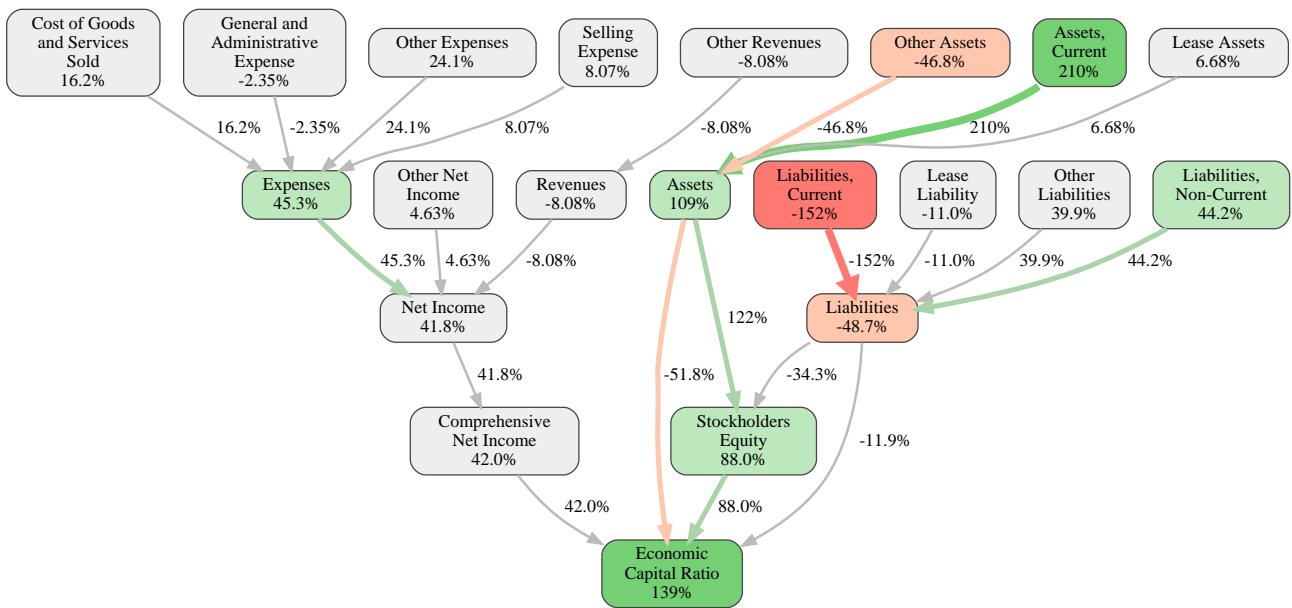 Cost of Goods
and Services
Sold
16.2%
General and
Administrative
Expense
-2.35%
Other Expenses
24.1%
Selling
Expense
8.07%
Other Revenues
-8.08%
Other Assets
-46.8%
Assets,
Current
210%
Lease Assets
6.68%
16.2%
-2.35%
24.1%
8.07%
-8.08%
-46.8%
210%
6.68%
Expenses
45.3%
Other Net
Income
4.63%
Revenues
-8.08%
Assets
109%
Liabilities,
Current
-152%
Lease
Liability
-11.0%
Other
Liabilities
39.9%
Liabilities,
Non-Current
44.2%
45.3%
4.63%
-8.08%
-152%
-11.0%
39.9%
44.2%
Net Income
41.8%
122%
Liabilities
-48.7%
41.8%
-51.8%
-34.3%
Comprehensive
Net Income
42.0%
Stockholders
Equity
88.0%
-11.9%
42.0%
88.0%
Economic
Capital Ratio
139%